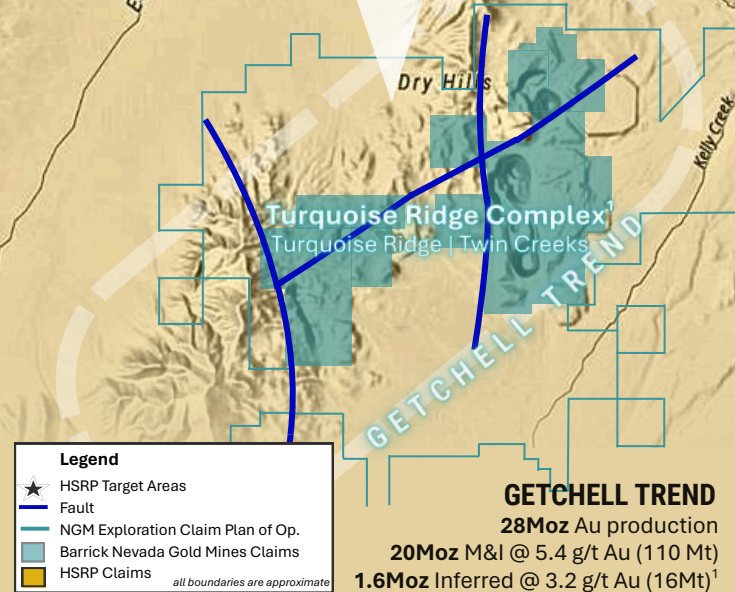 Dry Hills
Kelly Creek
Turquoise Ridge Complex¹
Turquoise Ridge | Twin Creeks
GETCHELL TREND
Legend
HSRP Target Areas
Fault
NGM Exploration Claim Plan of Op.
Barrick Nevada Gold Mines Claims
HSRP Claims
all boundaries are approximate
GETCHELL TREND
28Moz Au production
20Moz M&I @ 5.4 g/t Au (110 Mt)
1.6Moz Inferred @ 3.2 g/t Au (16Mt)¹